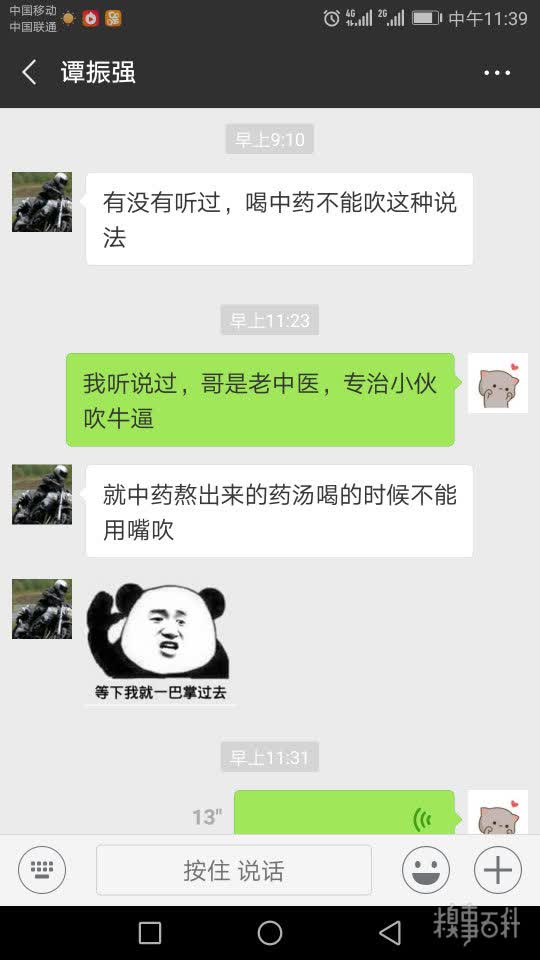 中国移动
中国联通
4G
2G
中午11:39
谭振强
早上9:10
有没有听过，喝中药不能吹这种说
法
早上11:23
我听说过，哥是老中医，专治小伙
吹牛逼
就中药熬出来的药汤喝的时候不能
用嘴吹
等下我就一巴掌过去
早上11:31
13"
按住 说话
糗事百科